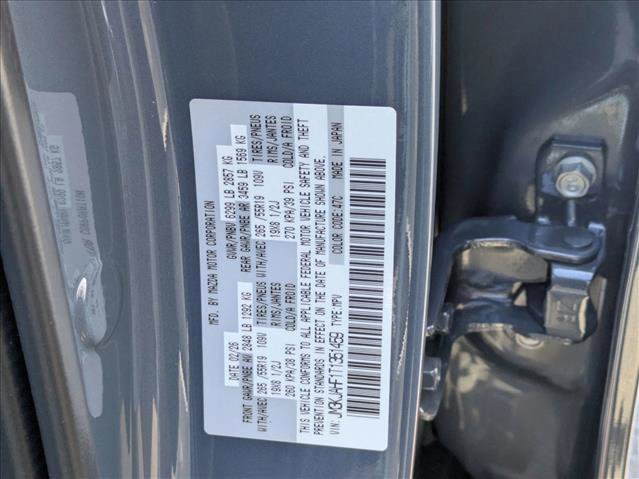 MFD. BY MAZDA MOTOR CORPORATION
DATE 02/26 GVWR/PNBV 6299 LB 2857 KG
FRONT GAWR/PNBE AV 2848 LB 1292 KG REAR GAWR/PNBE AR 3459 LB 1569 KG
WITH/AVEC TIRES/PNEUS WITH/AVEC TIRES/PNEUS
265 /55R19 109V RIMS/JANTES 265 /55R19 109V RIMS/JANTES
19X8 1/2J COLD/A FROID 19X8 1/2J COLD/A FROID
260 KPA/38 PSI 270 KPA/39 PSI
THIS VEHICLE CONFORMS TO ALL APPLICABLE FEDERAL MOTOR VEHICLE SAFETY AND THEFT
PREVENTION STANDARDS IN EFFECT ON THE DATE OF MANUFACTURE SHOWN ABOVE.
VIN: TYPE:MPV COLOR CODE:47C MADE IN JAPAN